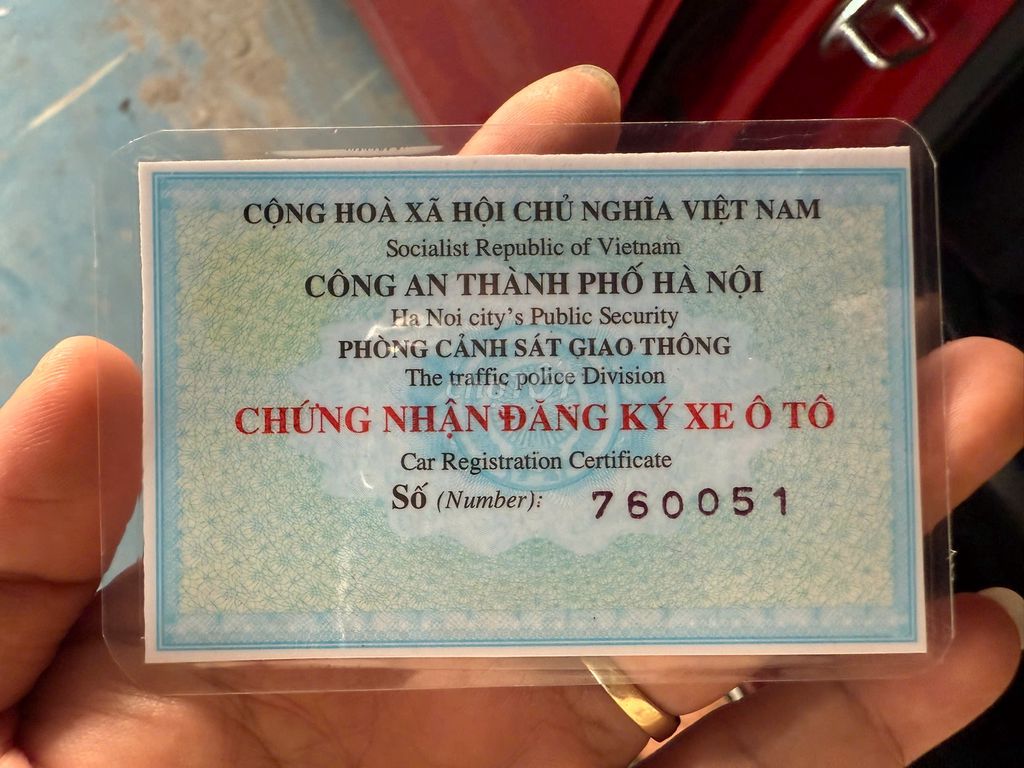 CỘNG HOÀ XÃ HỘI CHỦ NGHĨA VIỆT NAM
Socialist Republic of Vietnam
CÔNG AN THÀNH PHỐ HÀ NỘI
Ha Noi city's Public Security
PHÒNG CẢNH SÁT GIAO THÔNG
The traffic police Division
CHỨNG NHẬN ĐĂNG KÝ XE Ô TÔ
Car Registration Certificate
Số (Number): 760051